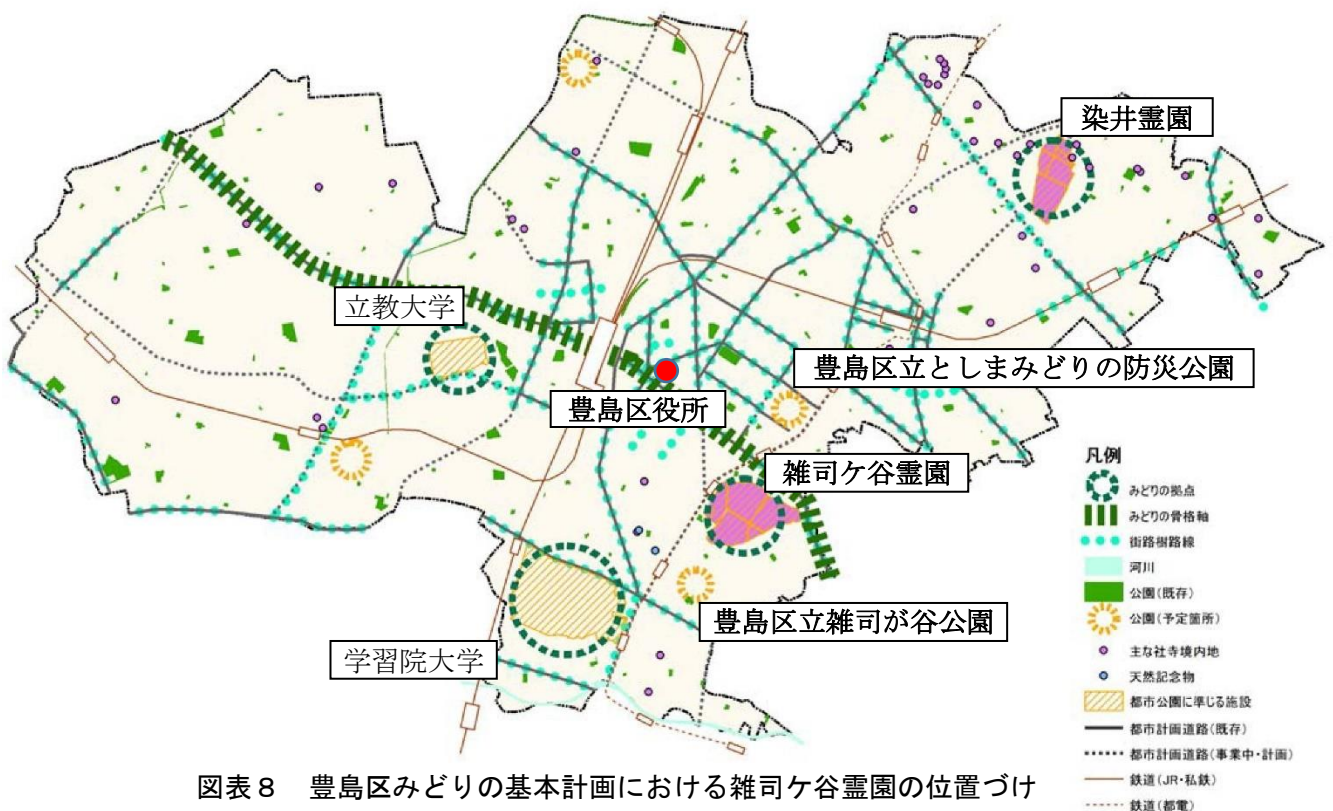 染井霊園
立教大学
豊島区立としまみどりの防災公園
豊島区役所
雑司ケ谷霊園
豊島区立雑司が谷公園
学習院大学
凡例
みどりの拠点
みどりの骨格軸
街路樹路線
河川
公園(既存)
公園(予定箇所)
主な社寺境内地
天然記念物
都市公園に準じる施設
都市計画道路(既存)
都市計画道路(事業中・計画)
鉄道(JR・私鉄)
鉄道(都電)
図表8 豊島区みどりの基本計画における雑司ケ谷霊園の位置づけ